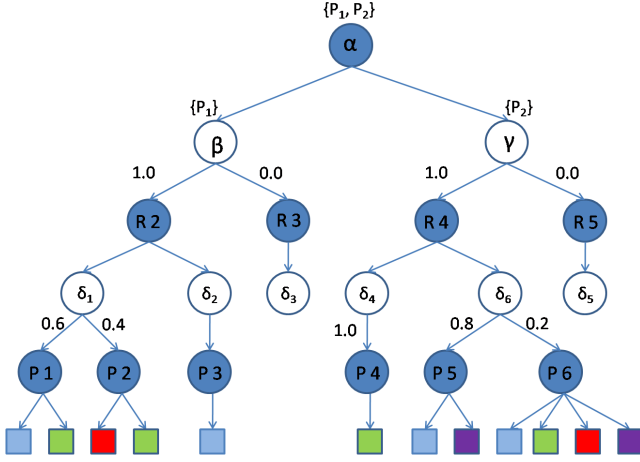 {P₁, P₂}
α
{P₁} {P₂}
β γ
1.0 0.0 1.0 0.0
R 2 R 3 R 4 R 5
δ₁ δ₂ δ₃ δ₄ δ₆ δ₅
0.6 0.4 1.0 0.8 0.2
P 1 P 2 P 3 P 4 P 5 P 6